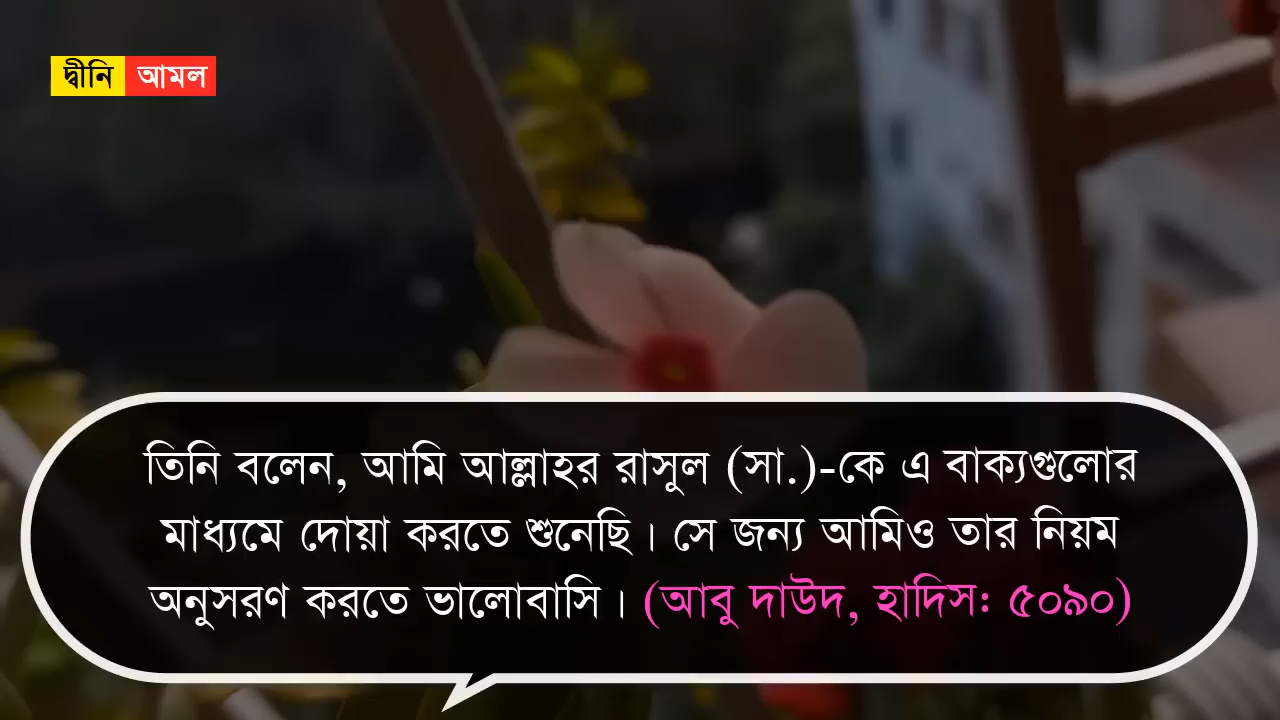 দ্বীনি আমল
তিনি বলেন, আমি আল্লাহর রাসুল (সা.)-কে এ বাক্যগুলোর
মাধ্যমে দোয়া করতে শুনেছি। সে জন্য আমিও তার নিয়ম
অনুসরণ করতে ভালোবাসি। (আবু দাউদ, হাদিস: ৫০৯০)